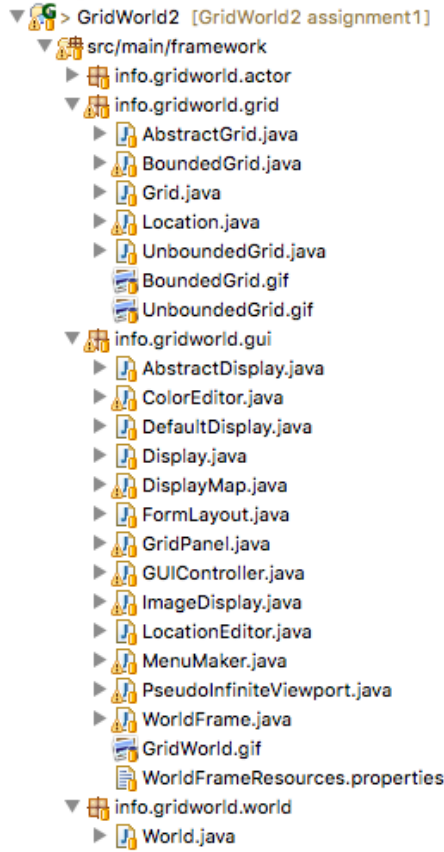 > GridWorld2 [GridWorld2 assignment1]
src/main/framework
info.gridworld.actor
info.gridworld.grid
AbstractGrid.java
BoundedGrid.java
Grid.java
Location.java
UnboundedGrid.java
BoundedGrid.gif
UnboundedGrid.gif
info.gridworld.gui
AbstractDisplay.java
ColorEditor.java
DefaultDisplay.java
Display.java
DisplayMap.java
FormLayout.java
GridPanel.java
GUIController.java
ImageDisplay.java
LocationEditor.java
MenuMaker.java
PseudoInfiniteViewport.java
WorldFrame.java
GridWorld.gif
WorldFrameResources.properties
info.gridworld.world
World.java